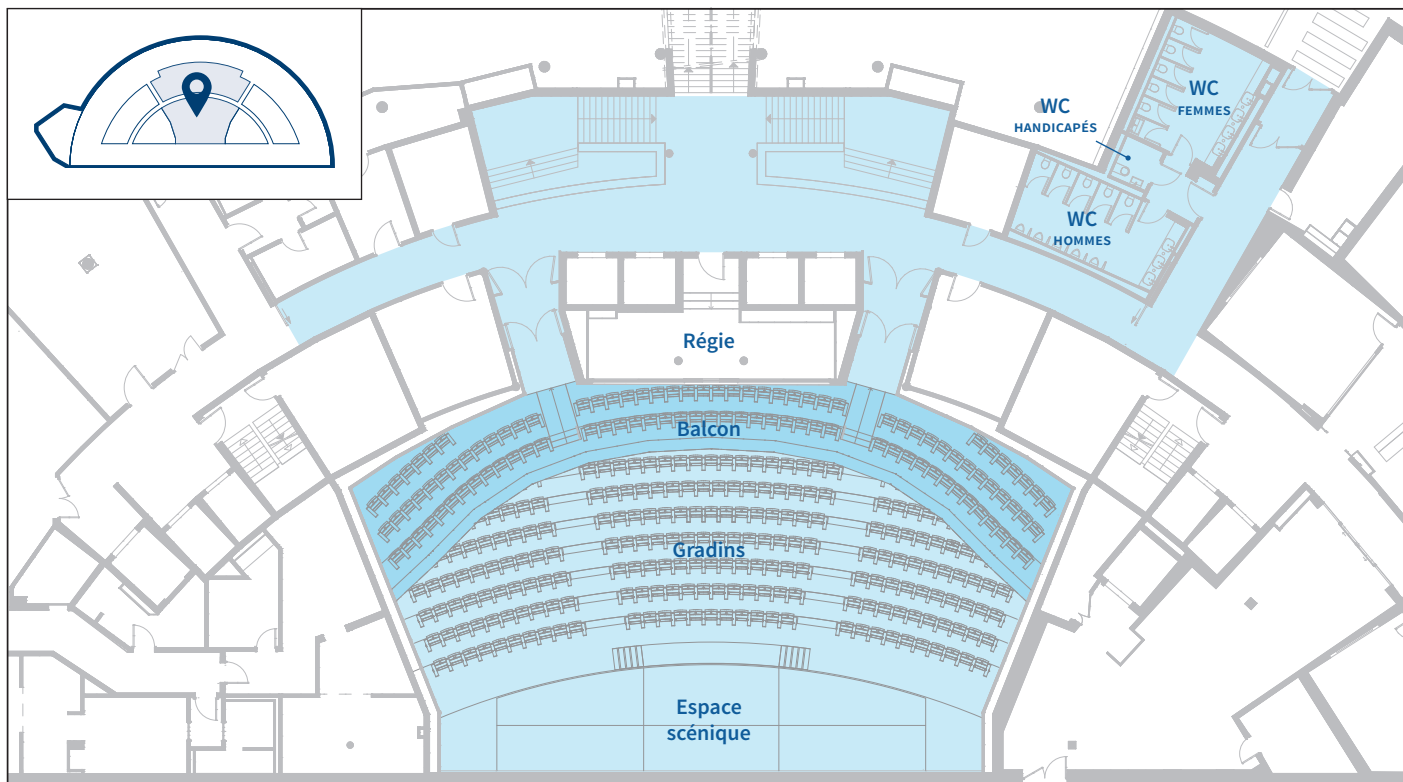 WC
FEMMES
WC
HANDICAPÉS
WC
HOMMES
Régie
Balcon
Gradins
Espace
scénique